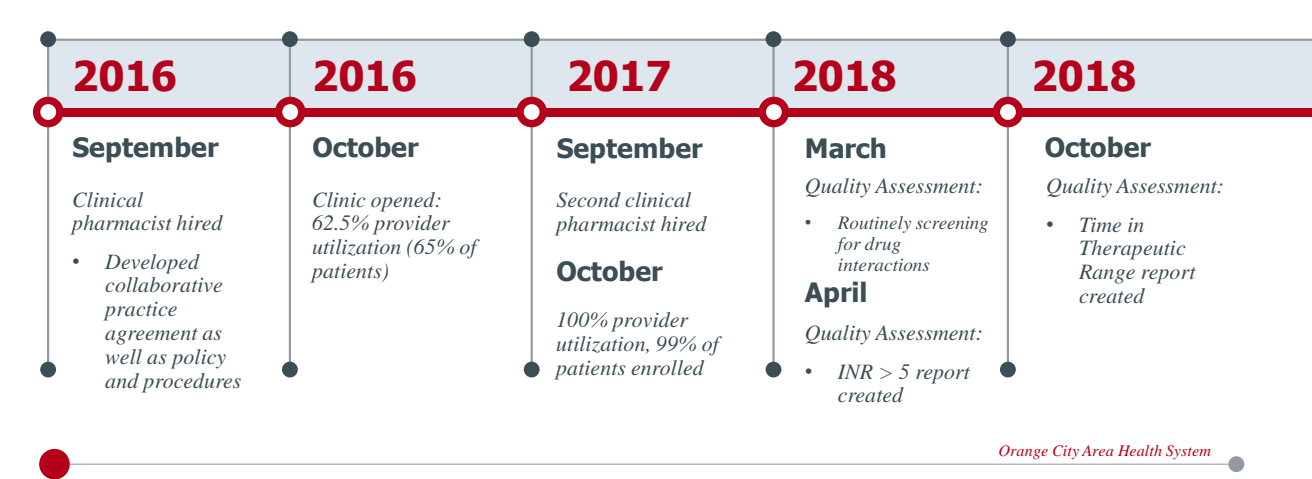 2016
September
Clinical
pharmacist hired
• Developed
collaborative
practice
agreement as
well as policy
and procedures
2016
October
Clinic opened:
62.5% provider
utilization (65% of
patients)
2017
September
Second clinical
pharmacist hired
October
100% provider
utilization, 99% of
patients enrolled
2018
March
Quality Assessment:
• Routinely screening
for drug
interactions
April
Quality Assessment:
• INR > 5 report
created
2018
October
Quality Assessment:
• Time in
Therapeutic
Range report
created
Orange City Area Health System